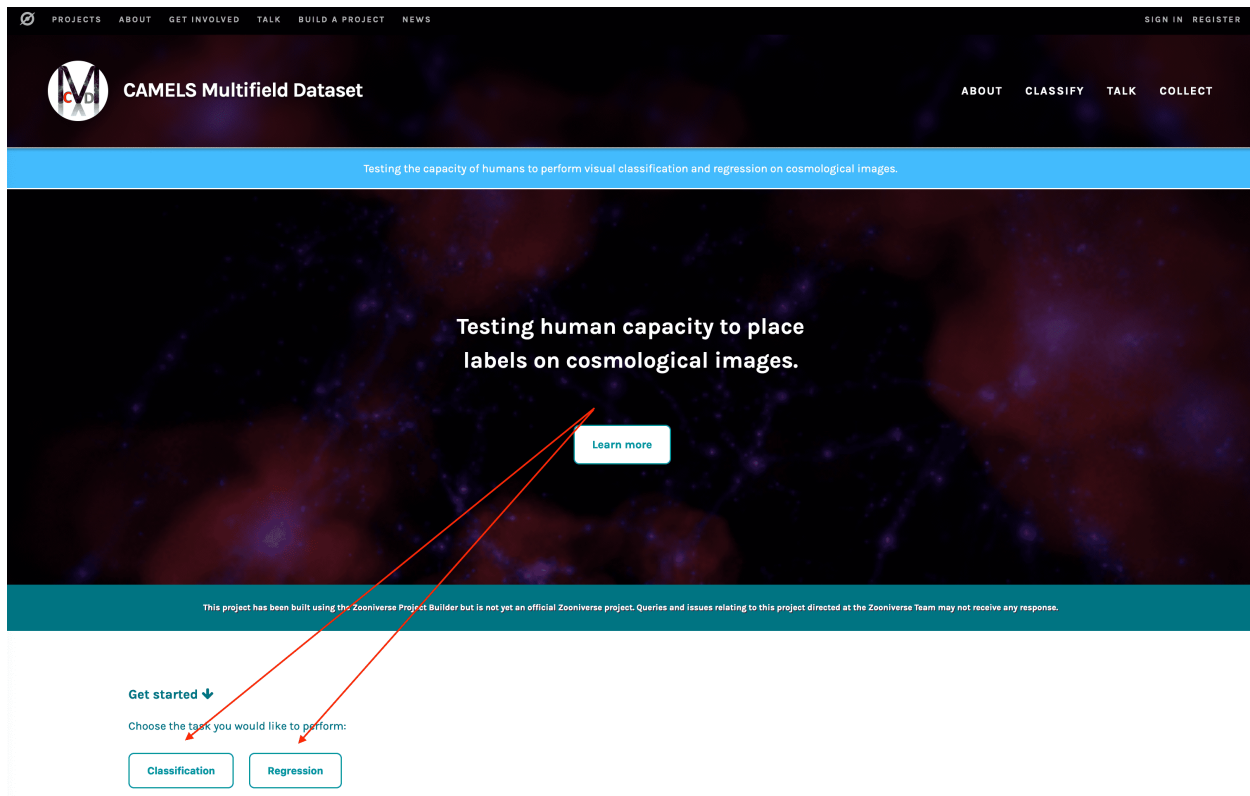 PROJECTS ABOUT GET INVOLVED TALK BUILD A PROJECT NEWS SIGN IN REGISTER
MCVD
CAMELS Multifield Dataset
ABOUT CLASSIFY TALK COLLECT
Testing the capacity of humans to perform visual classification and regression on cosmological images.
Testing human capacity to place
labels on cosmological images.
Learn more
This project has been built using the Zooniverse Project Builder but is not yet an official Zooniverse project. Queries and issues relating to this project directed at the Zooniverse Team may not receive any response.
Get started
Choose the task you would like to perform:
Classification Regression